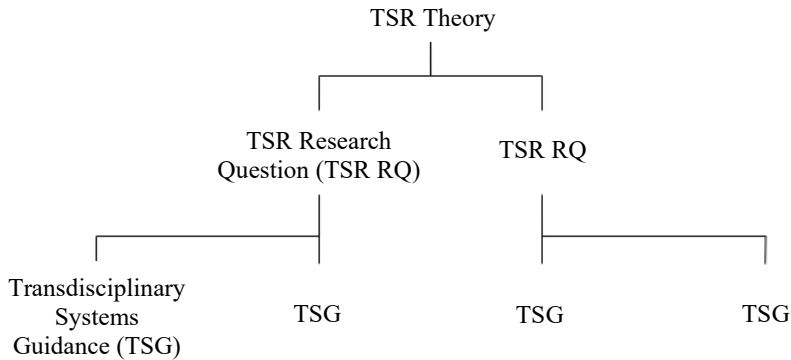 TSR Theory
TSR Research
Question (TSR RQ)
TSR RQ
Transdisciplinary
Systems
Guidance (TSG)
TSG
TSG
TSG